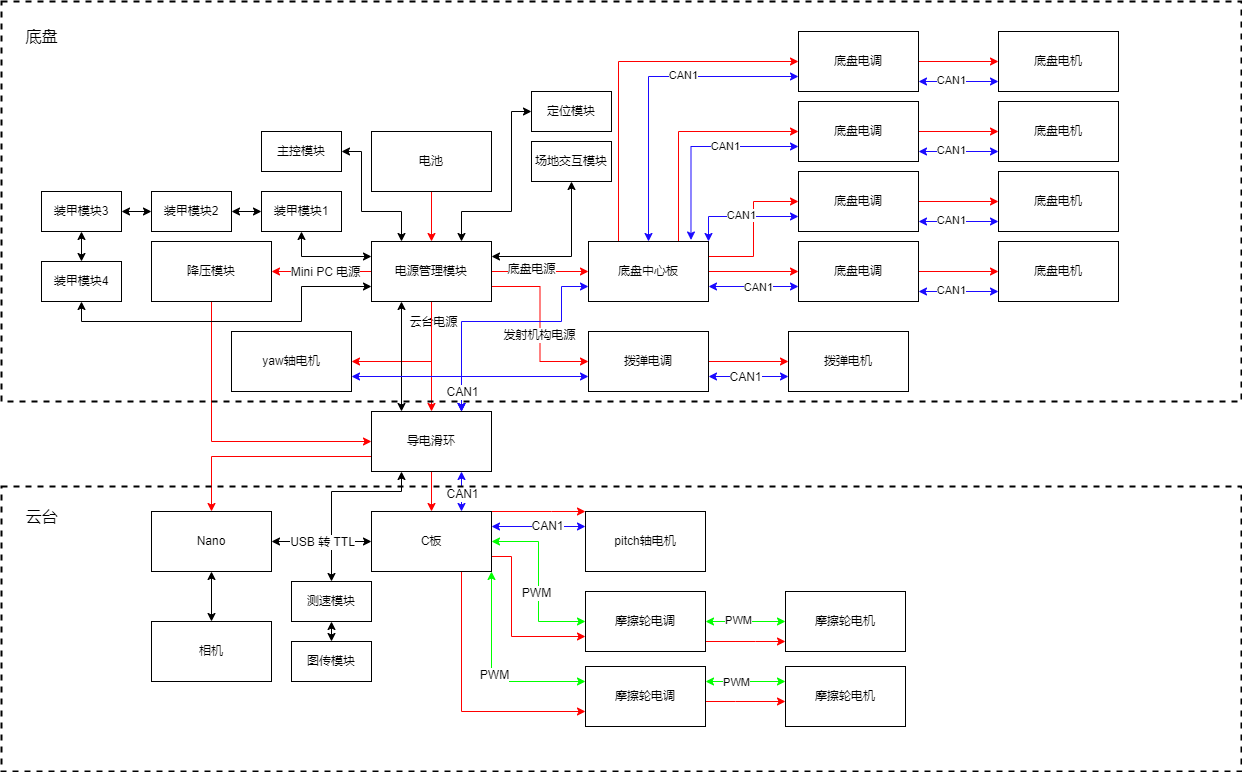 底盘
底盘电调
底盘电机
CAN1
CAN1
定位模块
底盘电调
底盘电机
主控模块
电池
CAN1
CAN1
场地交互模块
装甲模块3
装甲模块2
装甲模块1
底盘电调
底盘电机
CAN1
CAN1
降压模块
Mini PC 电源
电源管理模块
底盘电源
底盘中心板
底盘电调
底盘电机
装甲模块4
CAN1
CAN1
云台电源
发射机构电源
yaw轴电机
拨弹电调
拨弹电机
CAN1
CAN1
导电滑环
CAN1
云台
Nano
USB 转 TTL
C板
CAN1
pitch轴电机
PWM
测速模块
摩擦轮电调
PWM
摩擦轮电机
相机
图传模块
PWM
摩擦轮电调
PWM
摩擦轮电机